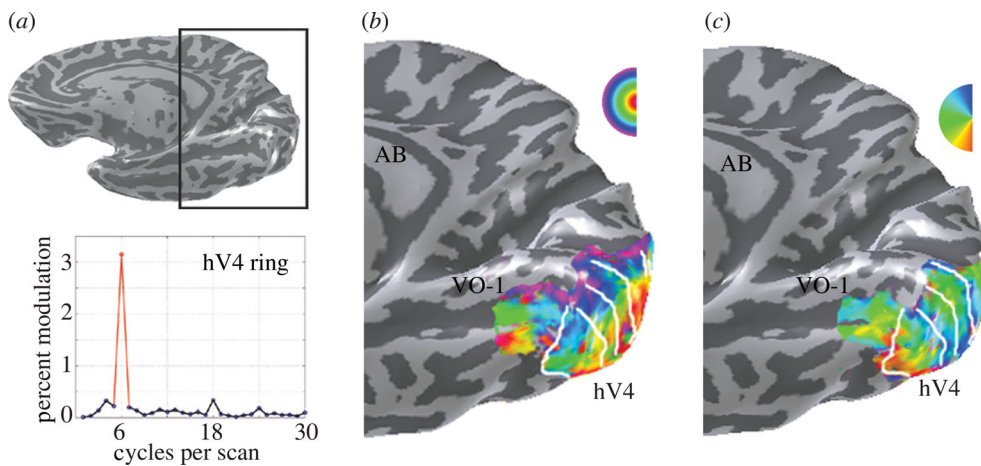 (a)
(b)
(c)
AB
AB
VO-1
VO-1
hV4
hV4
hV4 ring
percent modulation
3
2
1
0
6
18
30
cycles per scan